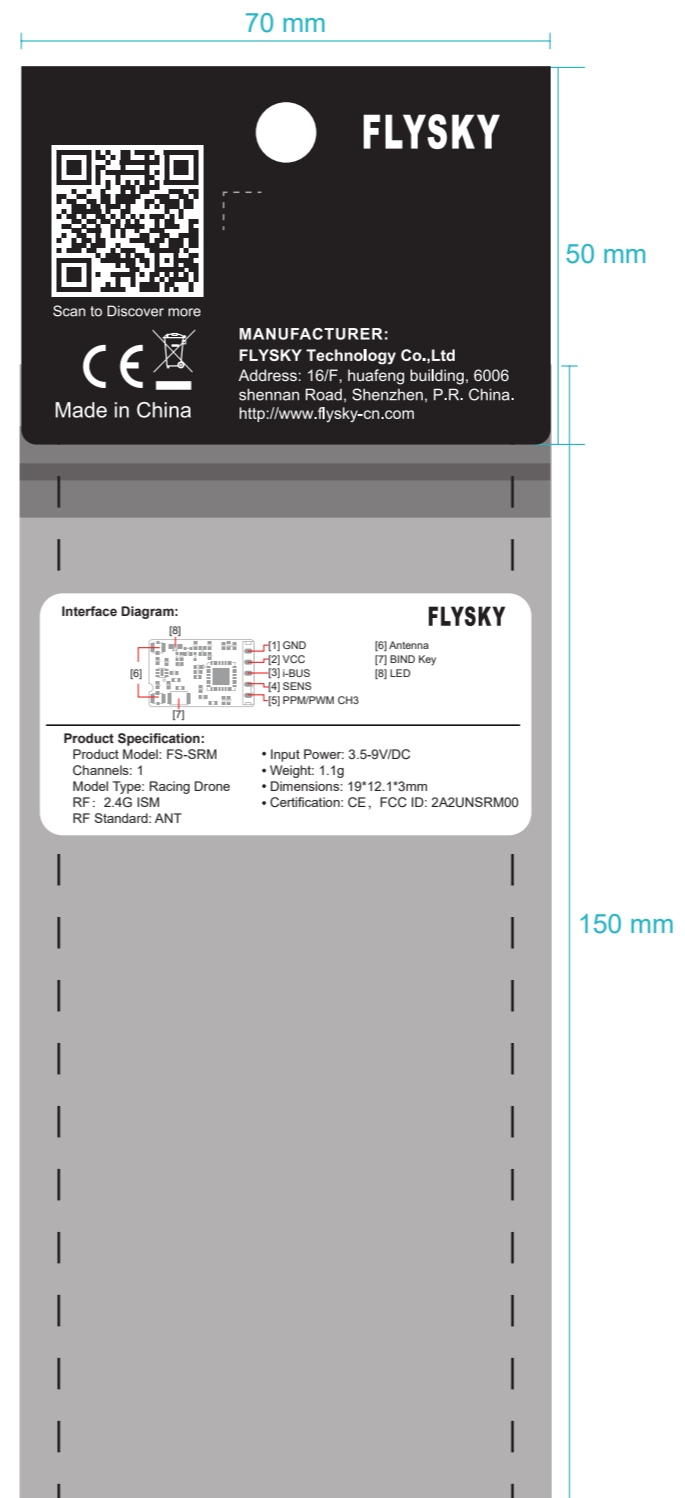 70 mm
FLYSKY
50 mm
Scan to Discover more
CE
Made in China
MANUFACTURER:
FLYSKY Technology Co.,Ltd
Address: 16/F, huafeng building, 6006
shennan Road, Shenzhen, P.R. China.
http://www.flysky-cn.com
Interface Diagram:
FLYSKY
[8]
[6]
[7]
[1] GND
[2] VCC
[3] i-BUS
[4] SENS
[5] PPM/PWM CH3
[6] Antenna
[7] BIND Key
[8] LED
Product Specification:
Product Model: FS-SRM
Channels: 1
Model Type: Racing Drone
RF： 2.4G ISM
RF Standard: ANT
• Input Power: 3.5-9V/DC
• Weight: 1.1g
• Dimensions: 19*12.1*3mm
• Certification: CE，FCC ID: 2A2UNSRM00
150 mm